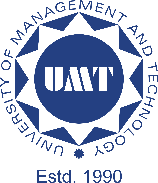 UNIVERSITY OF MANAGEMENT AND TECHNOLOGY
UMT
Estd. 1990